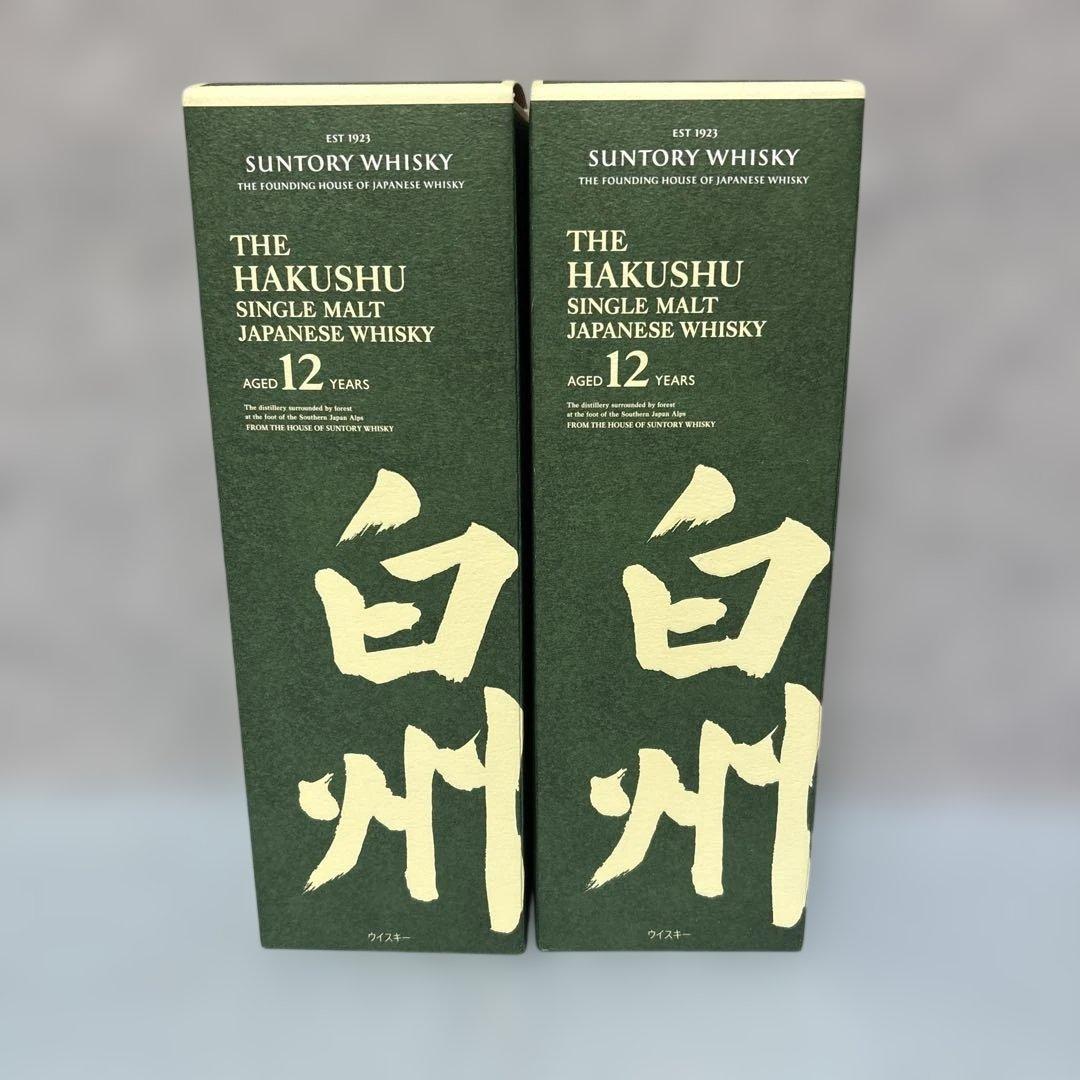 EST 1923
SUNTORY WHISKY
THE FOUNDING HOUSE OF JAPANESE WHISKY
THE
HAKUSHU
SINGLE MALT
JAPANESE WHISKY
AGED 12 YEARS
The distillery surrounded by forest
at the foot of the Southern Japan Alps
FROM THE HOUSE OF SUNTORY WHISKY
白
州
ウイスキー
EST 1923
SUNTORY WHISKY
THE FOUNDING HOUSE OF JAPANESE WHISKY
THE
HAKUSHU
SINGLE MALT
JAPANESE WHISKY
AGED 12 YEARS
The distillery surrounded by forest
at the foot of the Southern Japan Alps
FROM THE HOUSE OF SUNTORY WHISKY
白
州
ウイスキー